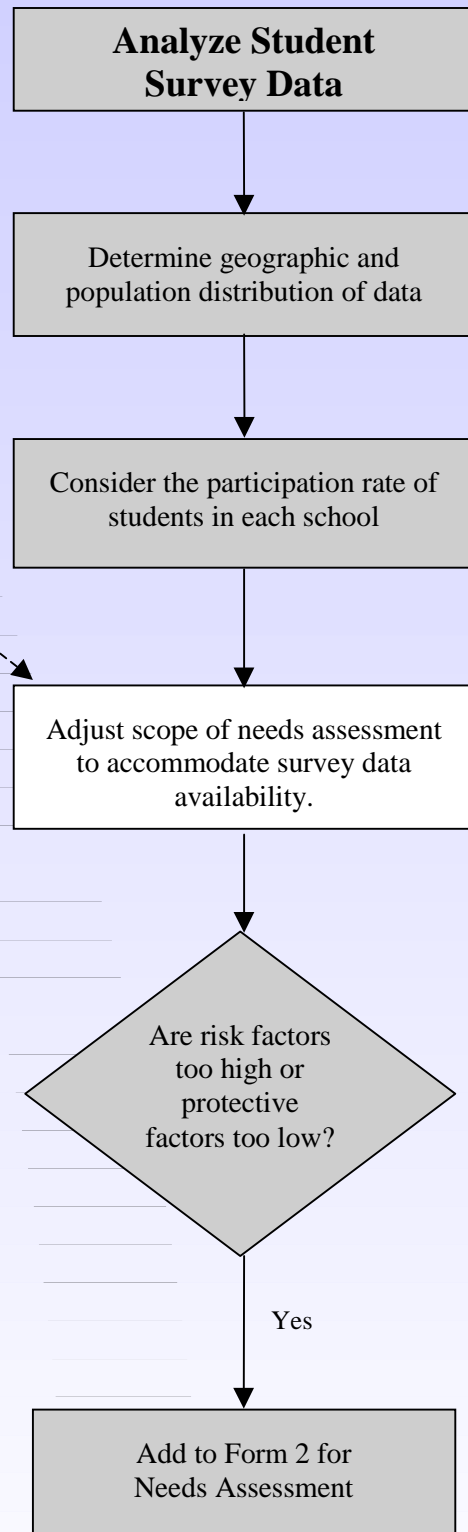 Analyze Student
Survey Data
Determine geographic and
population distribution of data
Consider the participation rate of
students in each school
Adjust scope of needs assessment
to accommodate survey data
availability.
Are risk factors
too high or
protective
factors too low?
Yes
Add to Form 2 for
Needs Assessment